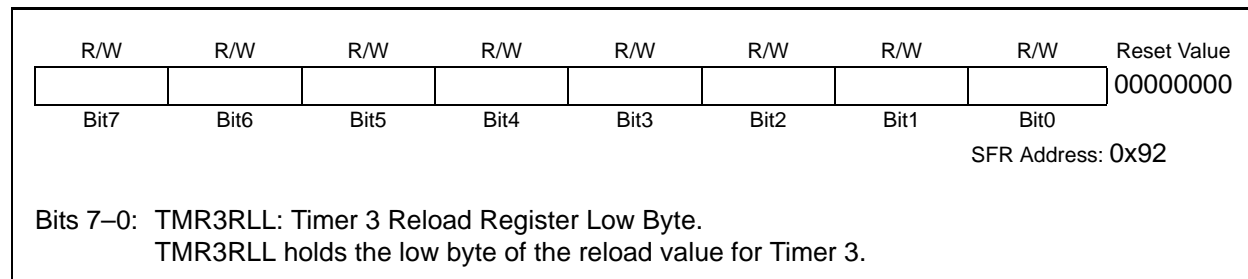 R/W R/W R/W R/W R/W R/W R/W R/W Reset Value
00000000
Bit7 Bit6 Bit5 Bit4 Bit3 Bit2 Bit1 Bit0
SFR Address: 0x92
Bits 7–0: TMR3RLL: Timer 3 Reload Register Low Byte.
TMR3RLL holds the low byte of the reload value for Timer 3.